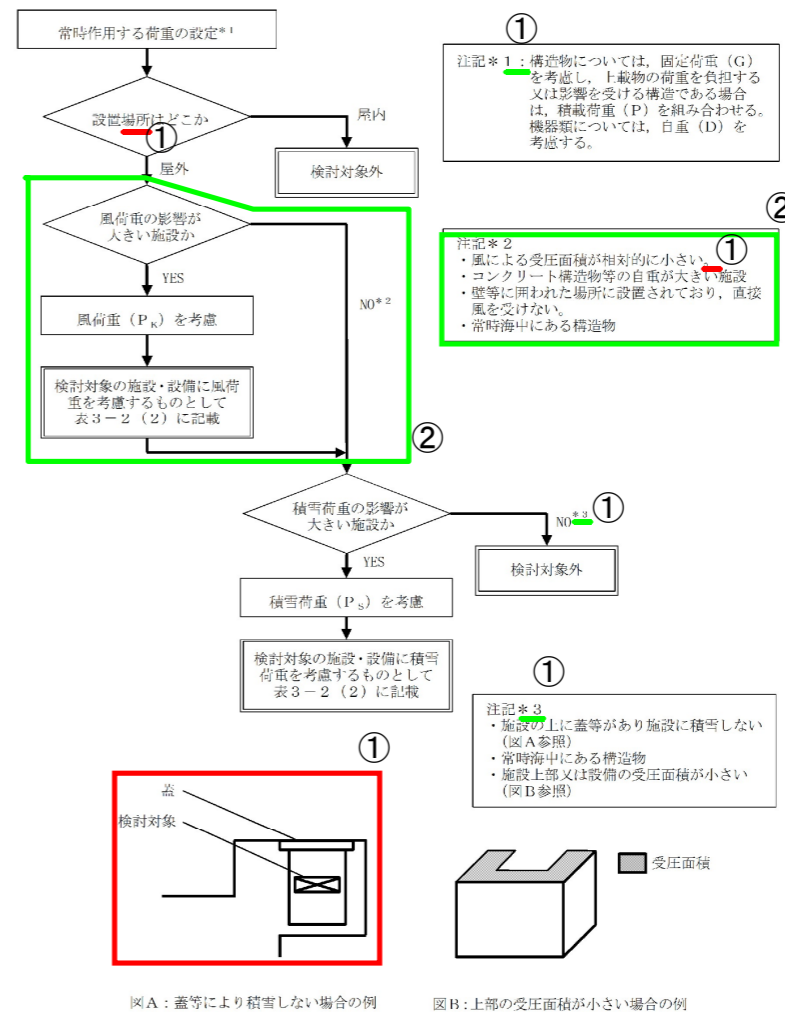 常時作用する荷重の設定*1
①
注記*1:構造物については,固定荷重(G)
を考慮し,上載物の荷重を負担する
又は影響を受ける構造である場合
は,積載荷重(P)を組み合わせる。
機器類については,自重(D)を
考慮する。
設置場所はどこか
①
屋内
検討対象外
屋外
風荷重の影響が
大きい施設か
②
注記*2
・風による受圧面積が相対的に小さい。
①
・コンクリート構造物等の自重が大きい施設
・壁等に囲われた場所に設置されており,直接
風を受けない。
・常時海中にある構造物
YES
NO*2
風荷重(PK)を考慮
検討対象の施設・設備に風荷
重を考慮するものとして
表3-2(2)に記載
②
積雪荷重の影響が
大きい施設か
NO*3
①
検討対象外
YES
積雪荷重(PS)を考慮
検討対象の施設・設備に積雪
荷重を考慮するものとして
表3-2(2)に記載
①
注記*3
・施設の上に蓋等があり施設に積雪しない
(図A参照)
・常時海中にある構造物
・施設上部又は設備の受圧面積が小さい
(図B参照)
①
蓋
検討対象
受圧面積
図A:蓋等により積雪しない場合の例
図B:上部の受圧面積が小さい場合の例